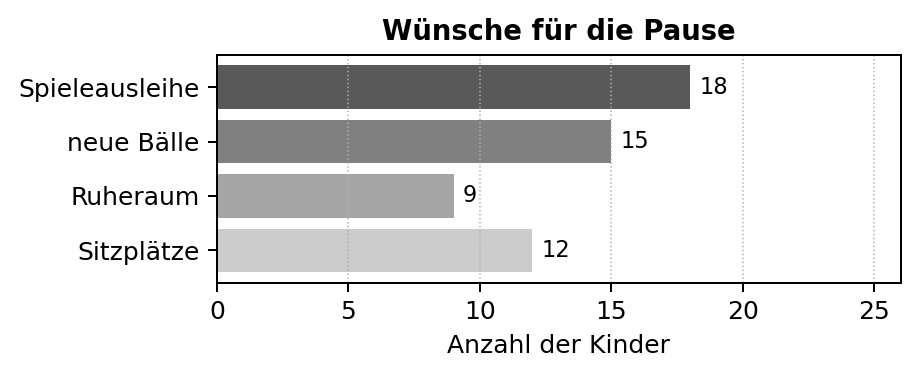 Wünsche für die Pause
Spieleausleihe 18
neue Bälle 15
Ruheraum 9
Sitzplätze 12
0 5 10 15 20 25
Anzahl der Kinder